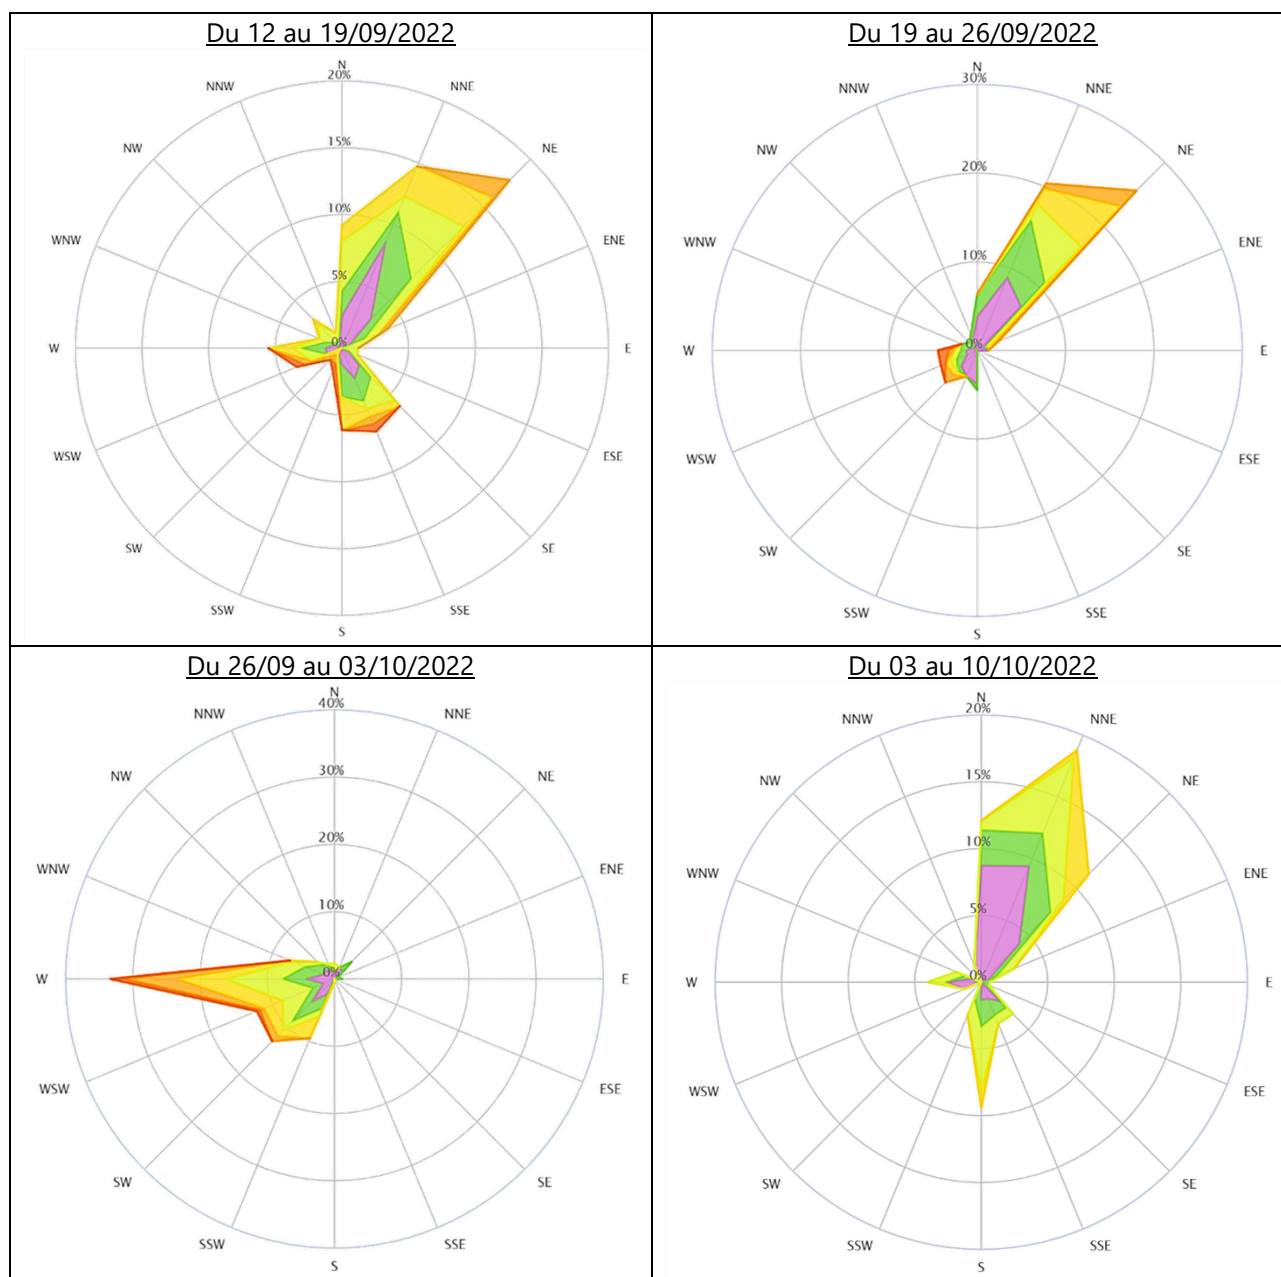 Du 12 au 19/09/2022
N
20%
NNW
NNE
NW
NE
15%
10%
WNW
ENE
5%
0%
W
E
WSW
ESE
SW
SE
SSW
SSE
S
Du 19 au 26/09/2022
N
30%
NNW
NNE
NW
NE
20%
WNW
ENE
10%
0%
W
E
WSW
ESE
SW
SE
SSW
SSE
S
Du 26/09 au 03/10/2022
N
40%
NNW
NNE
30%
NW
NE
20%
WNW
ENE
10%
0%
W
E
WSW
ESE
SW
SE
SSW
SSE
S
Du 03 au 10/10/2022
N
20%
NNW
NNE
15%
NW
NE
10%
WNW
ENE
5%
0%
W
E
WSW
ESE
SW
SE
SSW
SSE
S